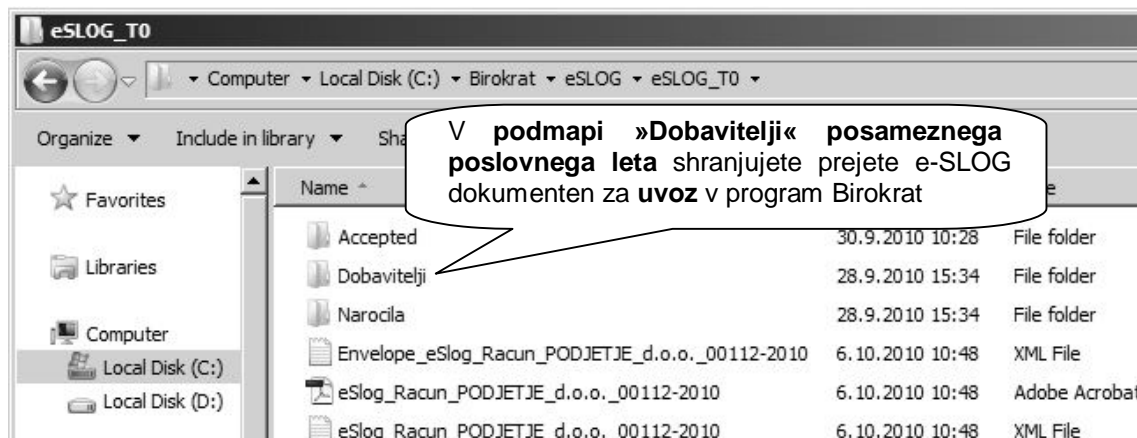 eSLOG_T0
Computer Local Disk (C:) Birokrat eSLOG eSLOG_T0
Organize Include in library Sha
V podmapi »Dobavitelji« posameznega
poslovnega leta shranjujete prejete e-SLOG
dokumenten za uvoz v program Birokrat
Favorites
Libraries
Computer
Local Disk (C:)
Local Disk (D:)
Name e
Accepted 30.9.2010 10:28 File folder
Dobavitelji 28.9.2010 15:34 File folder
Narocila 28.9.2010 15:34 File folder
Envelope_eSlog_Racun_PODJETJE_d.o.o._00112-2010 6.10.2010 10:48 XML File
eSlog_Racun_PODJETJE_d.o.o._00112-2010 6.10.2010 10:48 Adobe Acrobat
eSlog_Racun_PODJETJE_d.o.o._00112-2010 6.10.2010 10:48 XML File